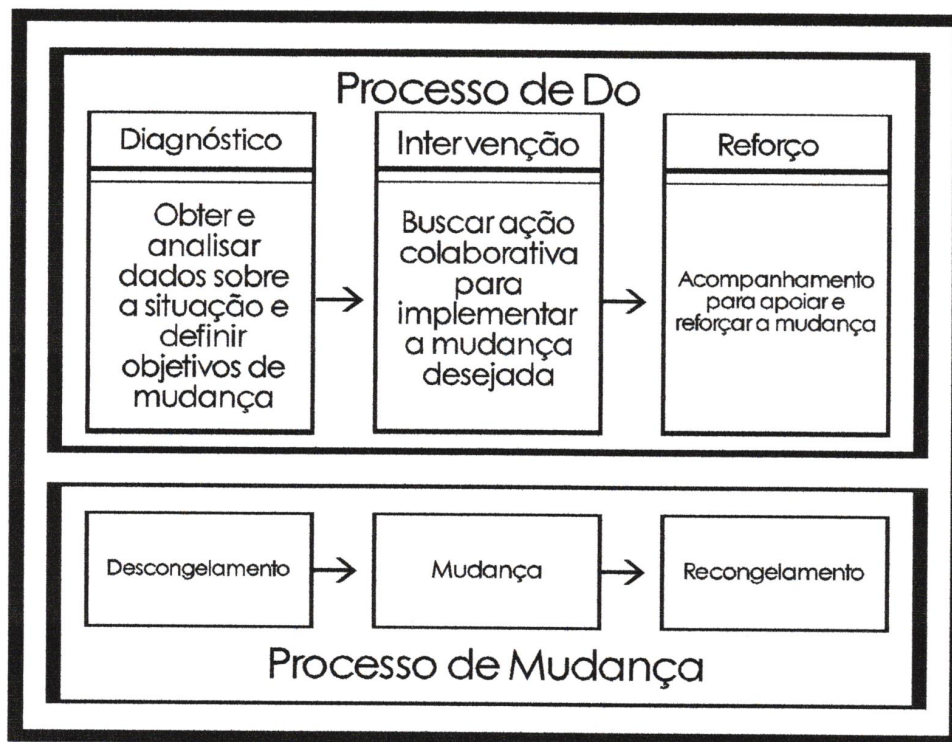 Processo de Do
Diagnóstico
Obter e
analisar
dados sobre
a situação e
definir
objetivos de
mudança
Intervenção
Buscar ação
colaborativa
para
implementar
a mudança
desejada
Reforço
Acompanhamento
para apoiar e
reforçar a mudança
Descongelamento
Mudança
Recongelamento
Processo de Mudança